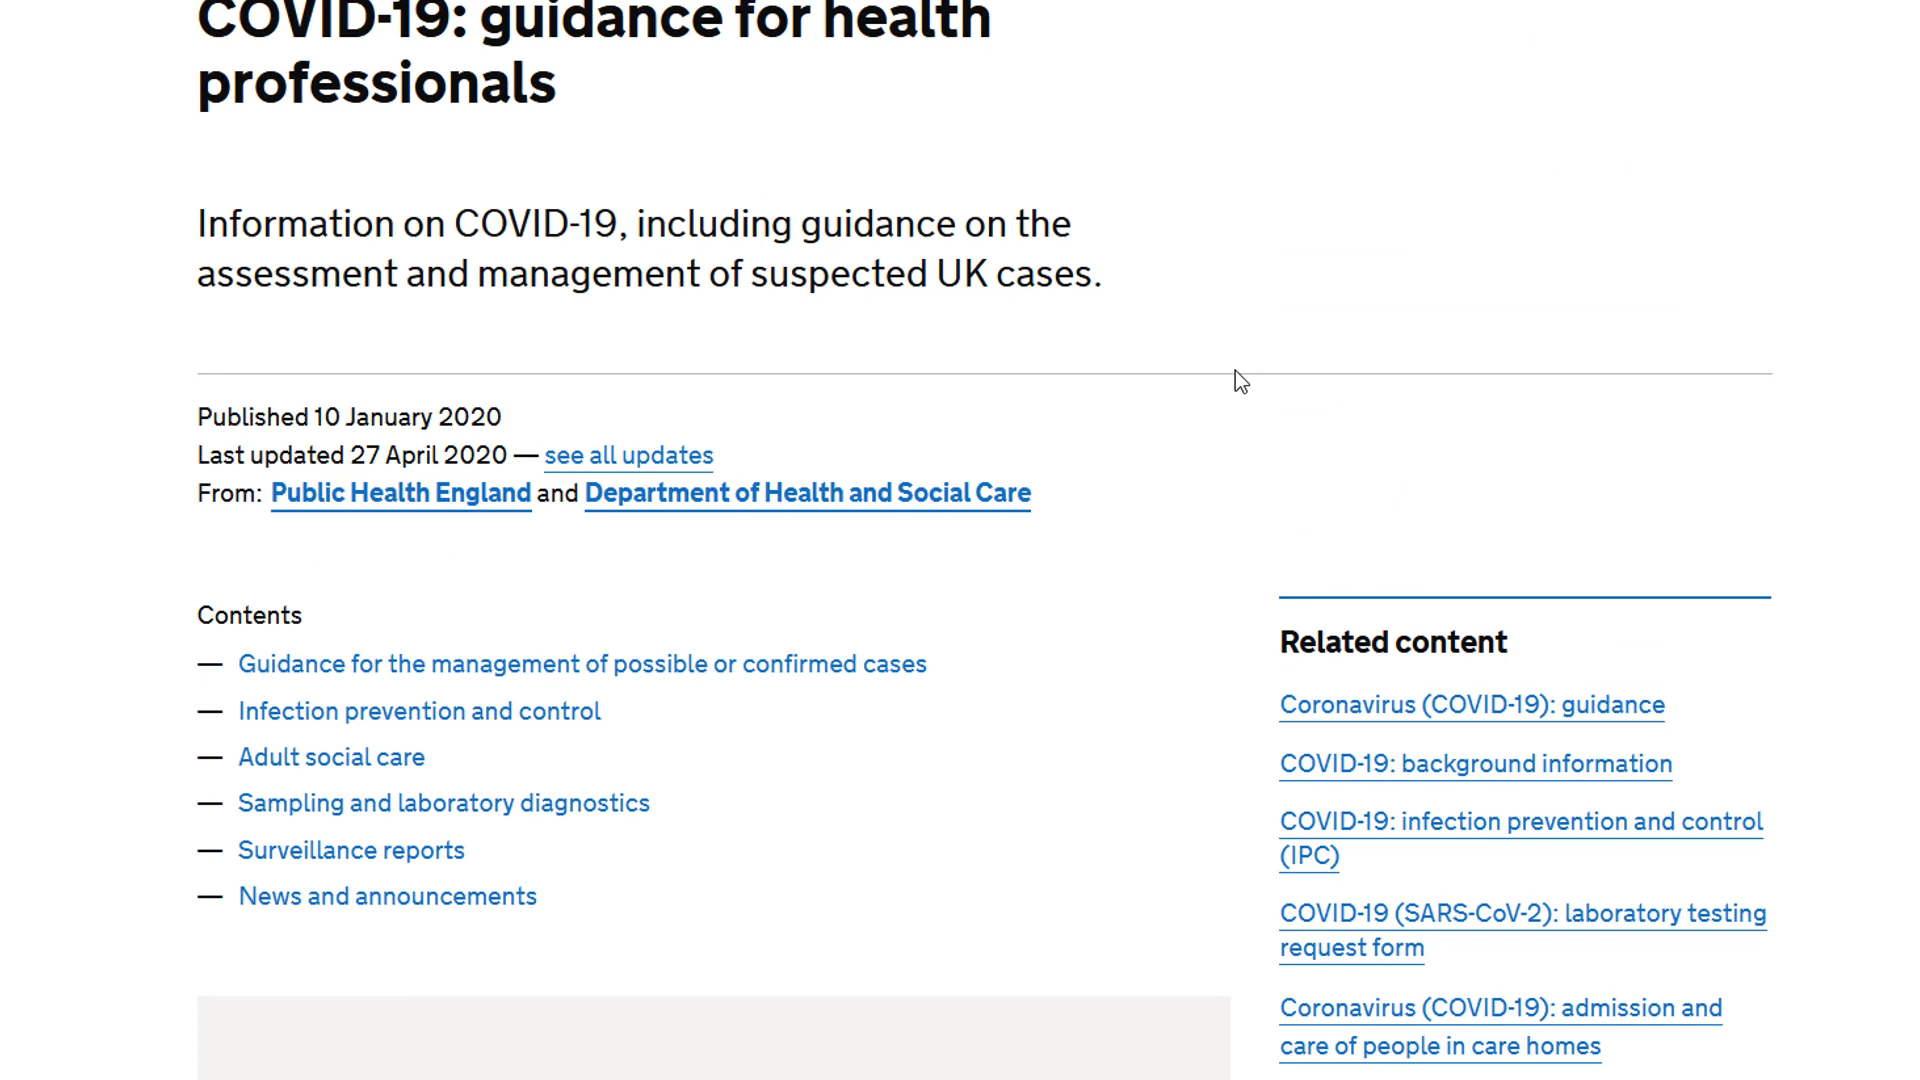 COVID-19: guidance for health
professionals
Information on COVID-19, including guidance on the
assessment and management of suspected UK cases.
Published 10 January 2020
Last updated 27 April 2020 — see all updates
From: Public Health England and Department of Health and Social Care
Contents
— Guidance for the management of possible or confirmed cases
— Infection prevention and control
— Adult social care
— Sampling and laboratory diagnostics
— Surveillance reports
— News and announcements
Related content
Coronavirus (COVID-19): guidance
COVID-19: background information
COVID-19: infection prevention and control
(IPC)
COVID-19 (SARS-CoV-2): laboratory testing
request form
Coronavirus (COVID-19): admission and
care of people in care homes